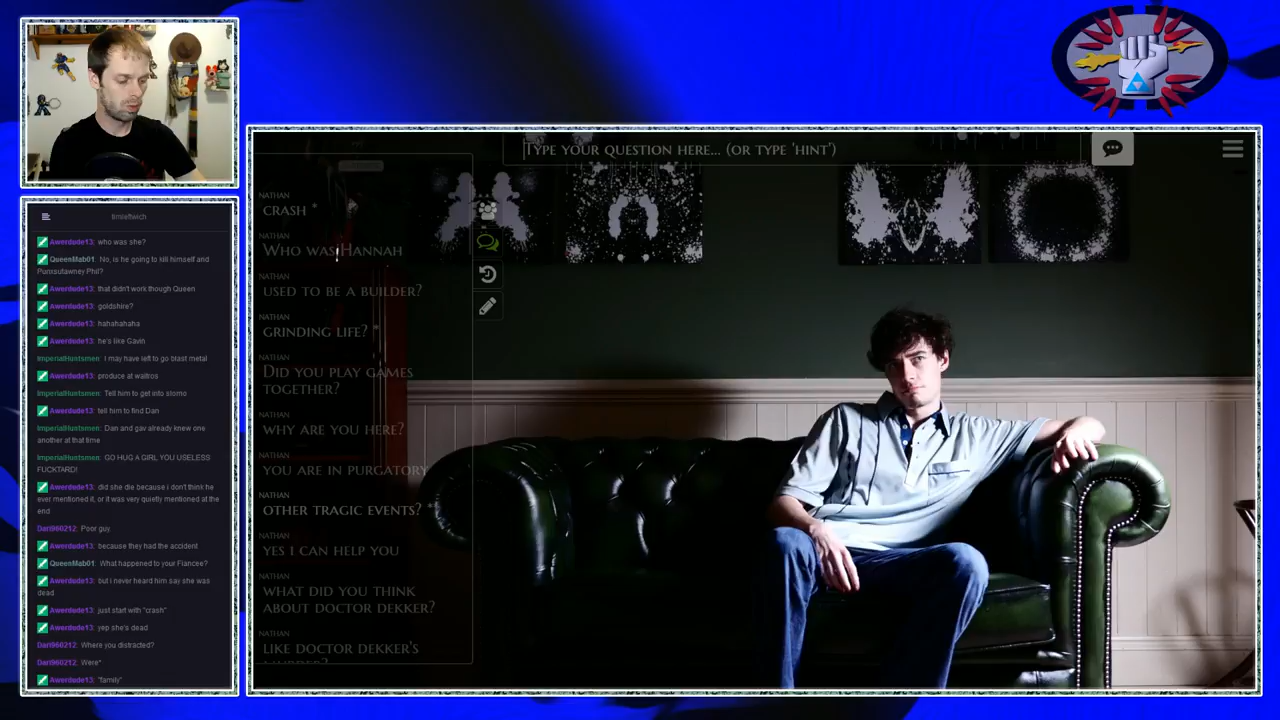 timleftwich
Awerdude13: who was she?
QueenMab01: No, is he going to kill himself and
Punxsutawney Phil?
Awerdude13: that didn't work though Queen
Awerdude13: goldshire?
Awerdude13: hahahahaha
Awerdude13: he's like Gavin
ImperialHuntsmen: I may have left to go blast metal
Awerdude13: produce at waitros
ImperialHuntsmen: Tell him to get into slomo
Awerdude13: tell him to find Dan
ImperialHuntsmen: Dan and gav already knew one
another at that time
ImperialHuntsmen: GO HUG A GIRL YOU USELESS
FUCKTARD!
Awerdude13: did she die because i don't think he
ever mentioned it, or it was very quietly mentioned at the
end
Dari960212: Poor guy
Awerdude13: because they had the accident
QueenMab01: What happened to your Fiancee?
Awerdude13: but i never heard him say she was
dead
Awerdude13: just start with "crash"
Awerdude13: yep she's dead
Dari960212: Where you distracted?
Dari960212: Were*
Awerdude13: "family"
TYPE YOUR QUESTION HERE... (OR TYPE 'HINT')
NATHAN
CRASH *
NATHAN
WHO WAS HANNAH
NATHAN
USED TO BE A BUILDER?
NATHAN
GRINDING LIFE? *
NATHAN
DID YOU PLAY GAMES
TOGETHER?
NATHAN
WHY ARE YOU HERE?
NATHAN
YOU ARE IN PURGATORY
NATHAN
OTHER TRAGIC EVENTS? *
NATHAN
YES I CAN HELP YOU
NATHAN
WHAT DID YOU THINK
ABOUT DOCTOR DEKKER?
NATHAN
LIKE DOCTOR DEKKER'S